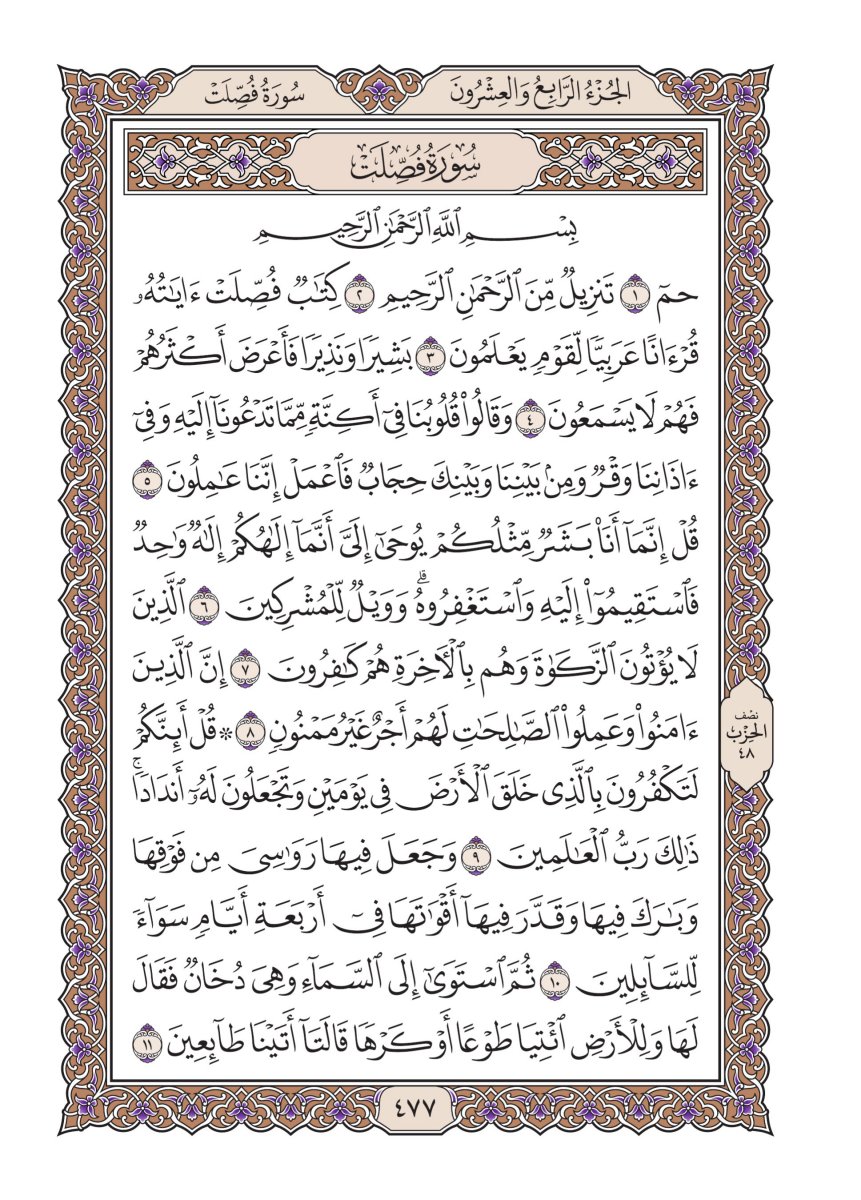 الجُزْءُ الرَّابِعُ وَالعِشْرُونَ
سُورَةُ فُصِّلَتْ
سُورَةُ فُصِّلَتْ
بِسْمِ ٱللَّهِ ٱلرَّحْمَٰنِ ٱلرَّحِيمِ
حمٓ ١ تَنزِيلٌ مِّنَ ٱلرَّحْمَٰنِ ٱلرَّحِيمِ ٢ كِتَٰبٌ فُصِّلَتْ ءَايَٰتُهُۥ
قُرْءَانًا عَرَبِيًّا لِّقَوْمٍ يَعْلَمُونَ ٣ بَشِيرًا وَنَذِيرًا فَأَعْرَضَ أَكْثَرُهُمْ
فَهُمْ لَا يَسْمَعُونَ ٤ وَقَالُوا۟ قُلُوبُنَا فِىٓ أَكِنَّةٍ مِّمَّا تَدْعُونَآ إِلَيْهِ وَفِىٓ
ءَاذَانِنَا وَقْرٌ وَمِنۢ بَيْنِنَا وَبَيْنِكَ حِجَابٌ فَٱعْمَلْ إِنَّنَا عَٰمِلُونَ ٥
قُلْ إِنَّمَآ أَنَا۠ بَشَرٌ مِّثْلُكُمْ يُوحَىٰٓ إِلَىَّ أَنَّمَآ إِلَٰهُكُمْ إِلَٰهٌ وَٰحِدٌ
فَٱسْتَقِيمُوٓا۟ إِلَيْهِ وَٱسْتَغْفِرُوهُ ۗ وَوَيْلٌ لِّلْمُشْرِكِينَ ٦ ٱلَّذِينَ
لَا يُؤْتُونَ ٱلزَّكَوٰةَ وَهُم بِٱلْءَاخِرَةِ هُمْ كَٰفِرُونَ ٧ إِنَّ ٱلَّذِينَ
ءَامَنُوا۟ وَعَمِلُوا۟ ٱلصَّٰلِحَٰتِ لَهُمْ أَجْرٌ غَيْرُ مَمْنُونٍ ٨ ۞ قُلْ أَئِنَّكُمْ
لَتَكْفُرُونَ بِٱلَّذِى خَلَقَ ٱلْأَرْضَ فِى يَوْمَيْنِ وَتَجْعَلُونَ لَهُۥٓ أَندَادًا ۚ
ذَٰلِكَ رَبُّ ٱلْعَٰلَمِينَ ٩ وَجَعَلَ فِيهَا رَوَٰسِىَ مِن فَوْقِهَا
وَبَٰرَكَ فِيهَا وَقَدَّرَ فِيهَآ أَقْوَٰتَهَا فِىٓ أَرْبَعَةِ أَيَّامٍ سَوَآءً
لِّلسَّآئِلِينَ ١٠ ثُمَّ ٱسْتَوَىٰٓ إِلَى ٱلسَّمَآءِ وَهِىَ دُخَانٌ فَقَالَ
لَهَا وَلِلْأَرْضِ ٱئْتِيَا طَوْعًا أَوْ كَرْهًا قَالَتَآ أَتَيْنَا طَآئِعِينَ ١١
نصف
الحزب
٤٨
٤٧٧